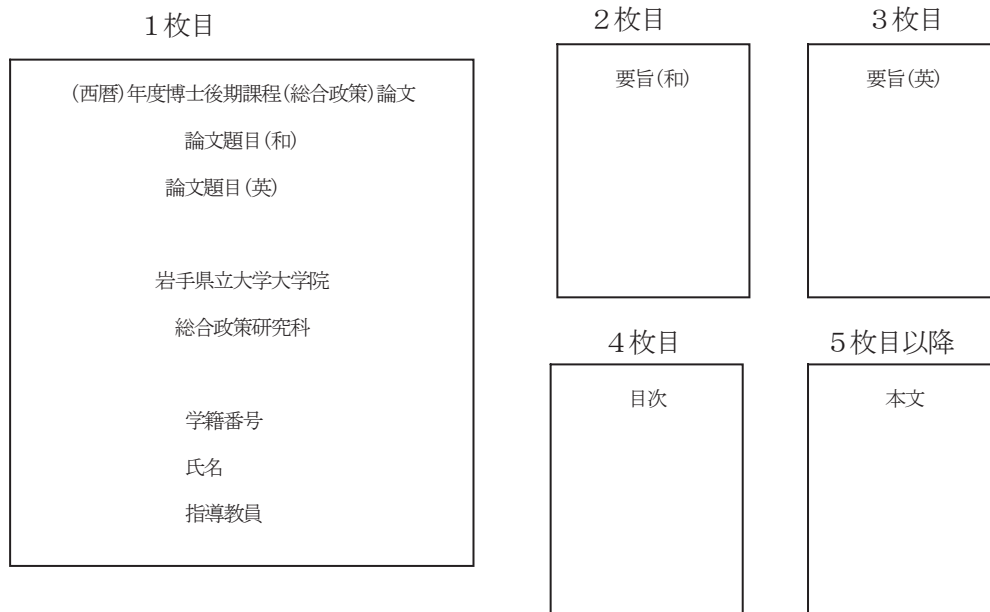 1枚目
(西暦)年度博士後期課程(総合政策)論文
論文題目(和)
論文題目(英)
岩手県立大学大学院
総合政策研究科
学籍番号
氏名
指導教員
2枚目
要旨(和)
3枚目
要旨(英)
4枚目
目次
5枚目以降
本文